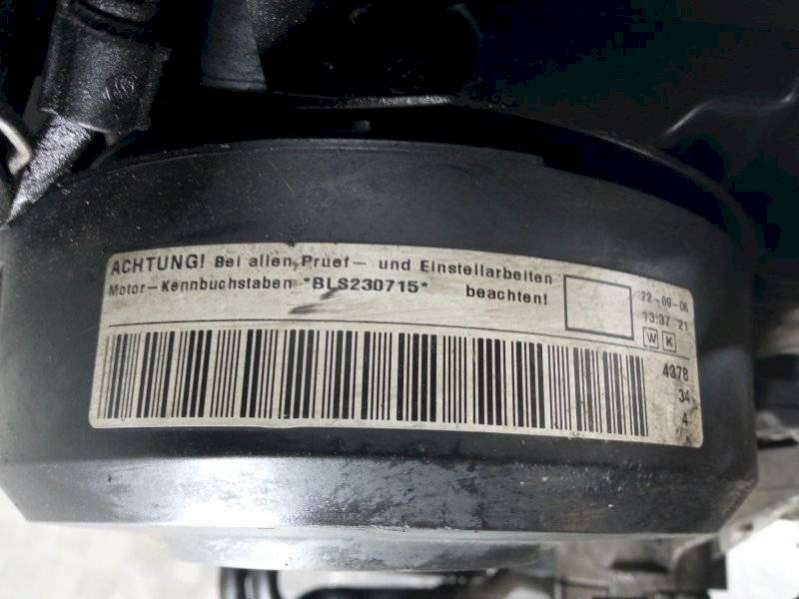 ACHTUNG! Bei allen Pruef- und Einstellarbeiten
Motor-Kennbuchstaben *BLS230715* beachten!
22-09-06
13:37 21
W K
4378
34
4